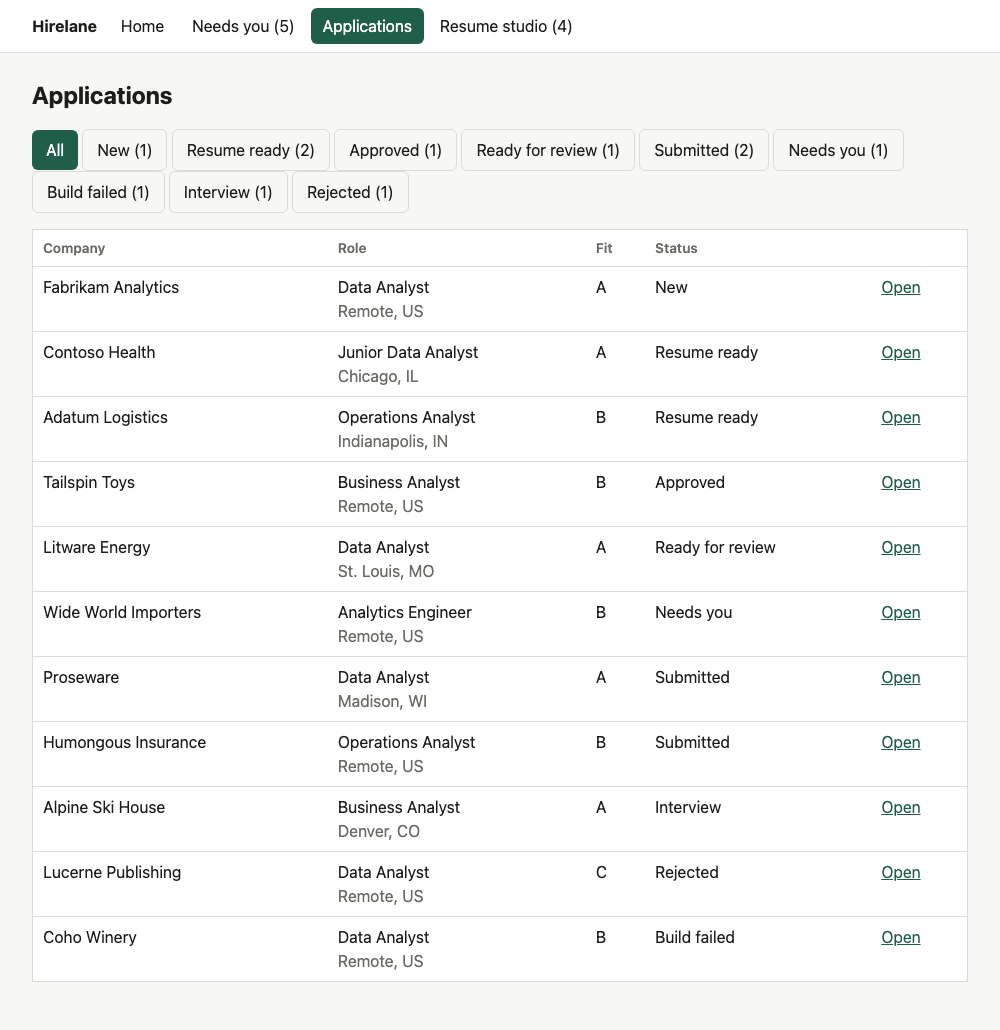 Hirelane Home Needs you (5) Applications Resume studio (4)
Applications
All New (1) Resume ready (2) Approved (1) Ready for review (1) Submitted (2) Needs you (1)
Build failed (1) Interview (1) Rejected (1)
Company Role Fit Status
Fabrikam Analytics Data Analyst A New Open
Remote, US
Contoso Health Junior Data Analyst A Resume ready Open
Chicago, IL
Adatum Logistics Operations Analyst B Resume ready Open
Indianapolis, IN
Tailspin Toys Business Analyst B Approved Open
Remote, US
Litware Energy Data Analyst A Ready for review Open
St. Louis, MO
Wide World Importers Analytics Engineer B Needs you Open
Remote, US
Proseware Data Analyst A Submitted Open
Madison, WI
Humongous Insurance Operations Analyst B Submitted Open
Remote, US
Alpine Ski House Business Analyst A Interview Open
Denver, CO
Lucerne Publishing Data Analyst C Rejected Open
Remote, US
Coho Winery Data Analyst B Build failed Open
Remote, US